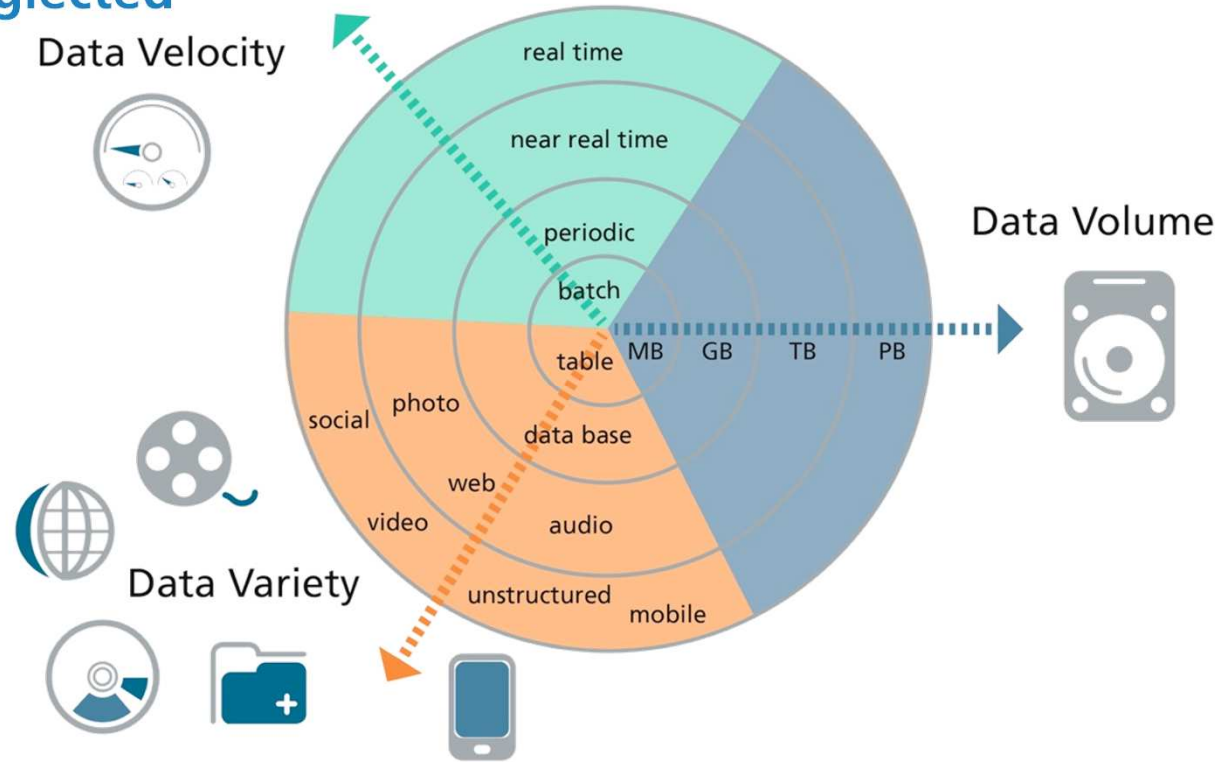 Data Velocity
real time
near real time
periodic
batch
Data Volume
MB GB TB PB
table
photo
social
data base
web
video
audio
Data Variety
unstructured
mobile